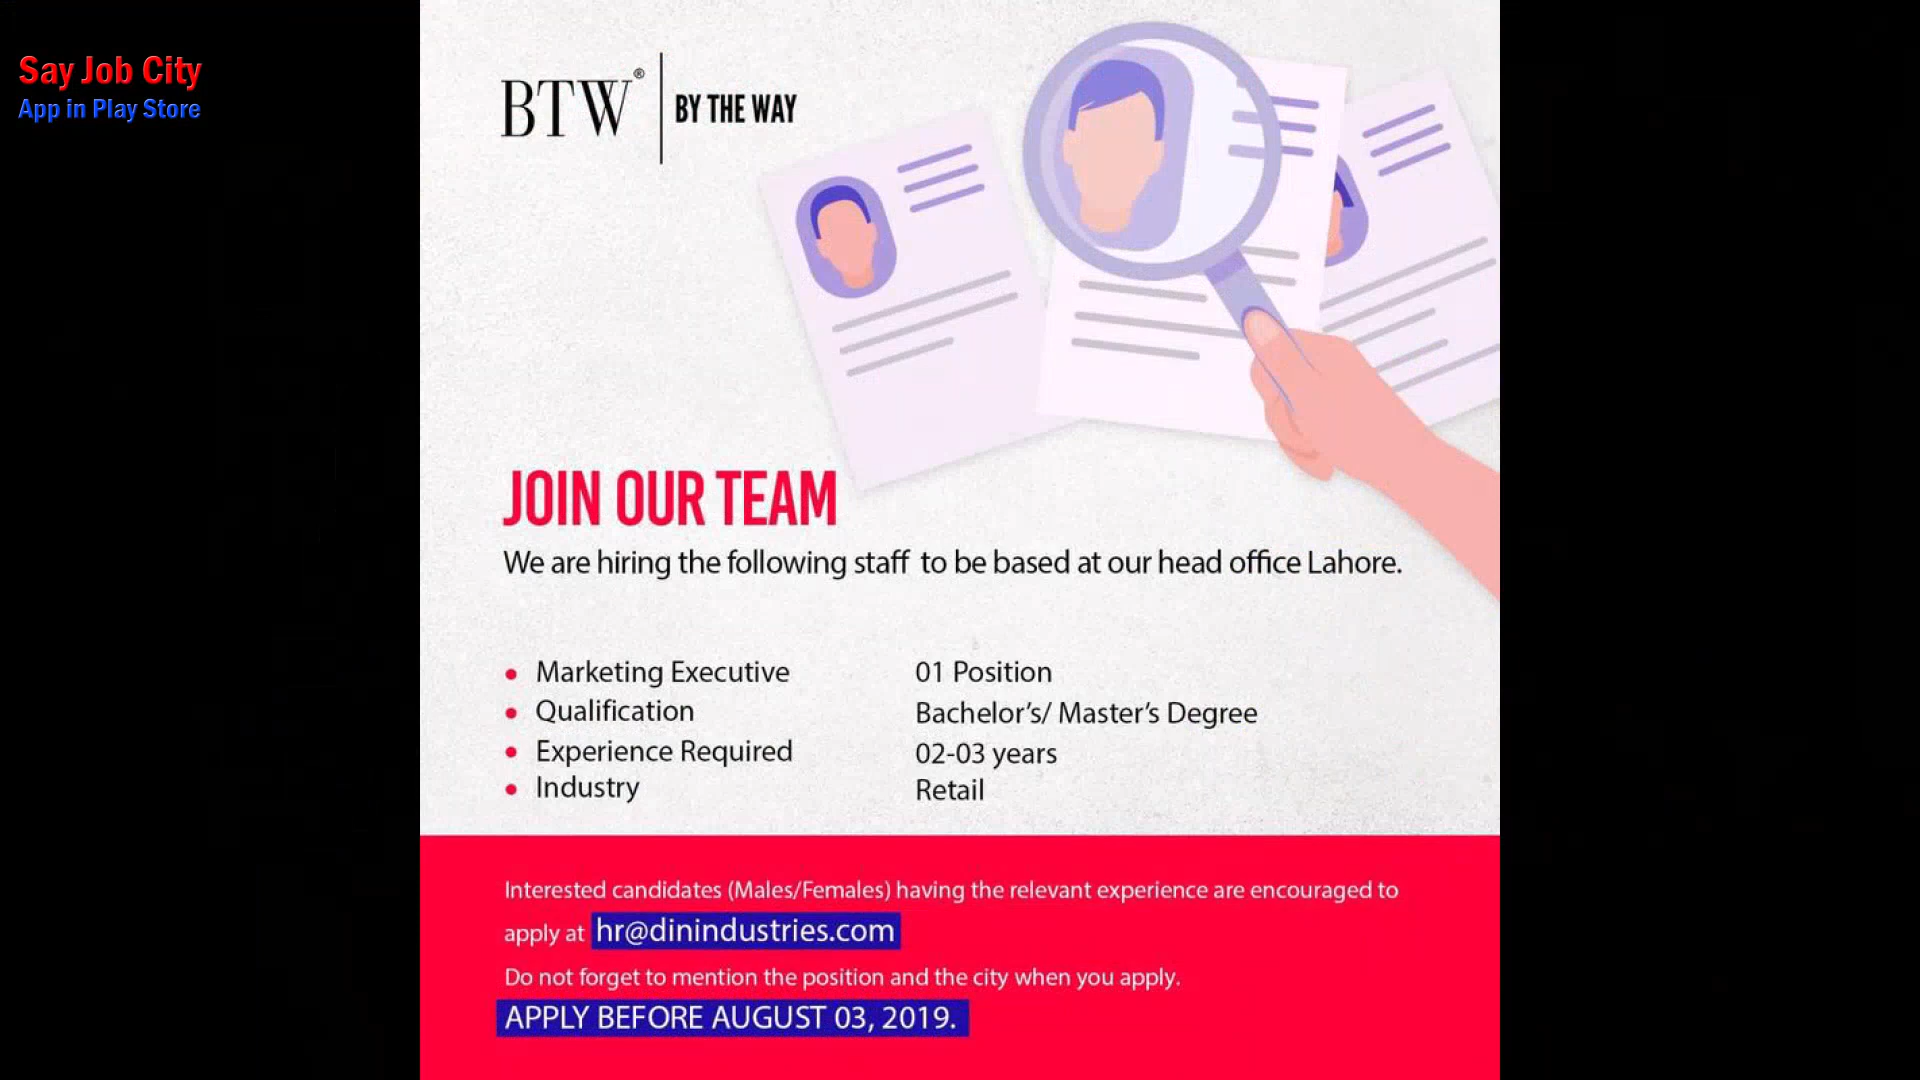 Say Job City
App in Play Store
BTW® BY THE WAY
JOIN OUR TEAM
We are hiring the following staff to be based at our head office Lahore.
• Marketing Executive 01 Position
• Qualification Bachelor's/ Master's Degree
• Experience Required 02-03 years
• Industry Retail
Interested candidates (Males/Females) having the relevant experience are encouraged to
apply at hr@dinindustries.com
Do not forget to mention the position and the city when you apply.
APPLY BEFORE AUGUST 03, 2019.